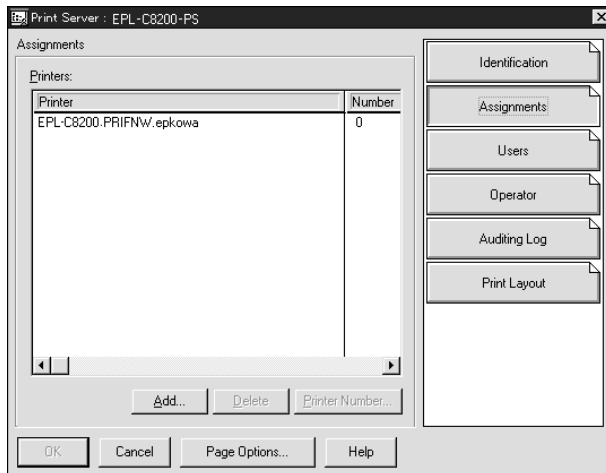 Print Server : EPL-C8200-PS
Assignments
Printers:
Printer Number
EPL-C8200.PRIFNW.epkowa 0
Add... Delete Printer Number...
OK Cancel Page Options... Help
Identification
Assignments
Users
Operator
Auditing Log
Print Layout